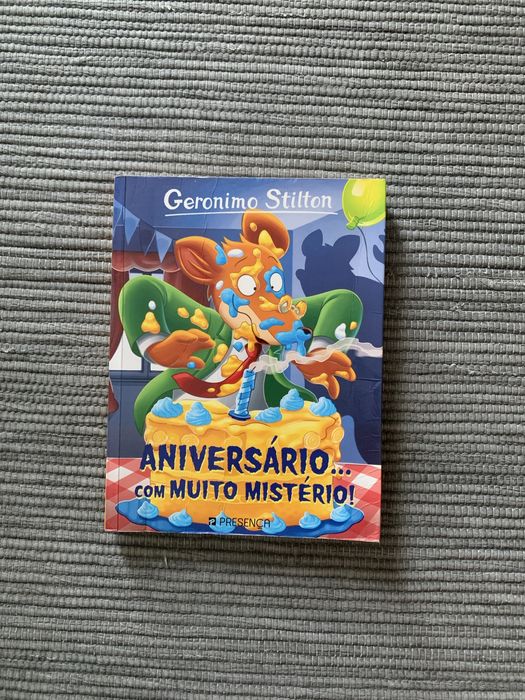 Geronimo Stilton
ANIVERSÁRIO...
COM MUITO MISTÉRIO!
PRESENÇA